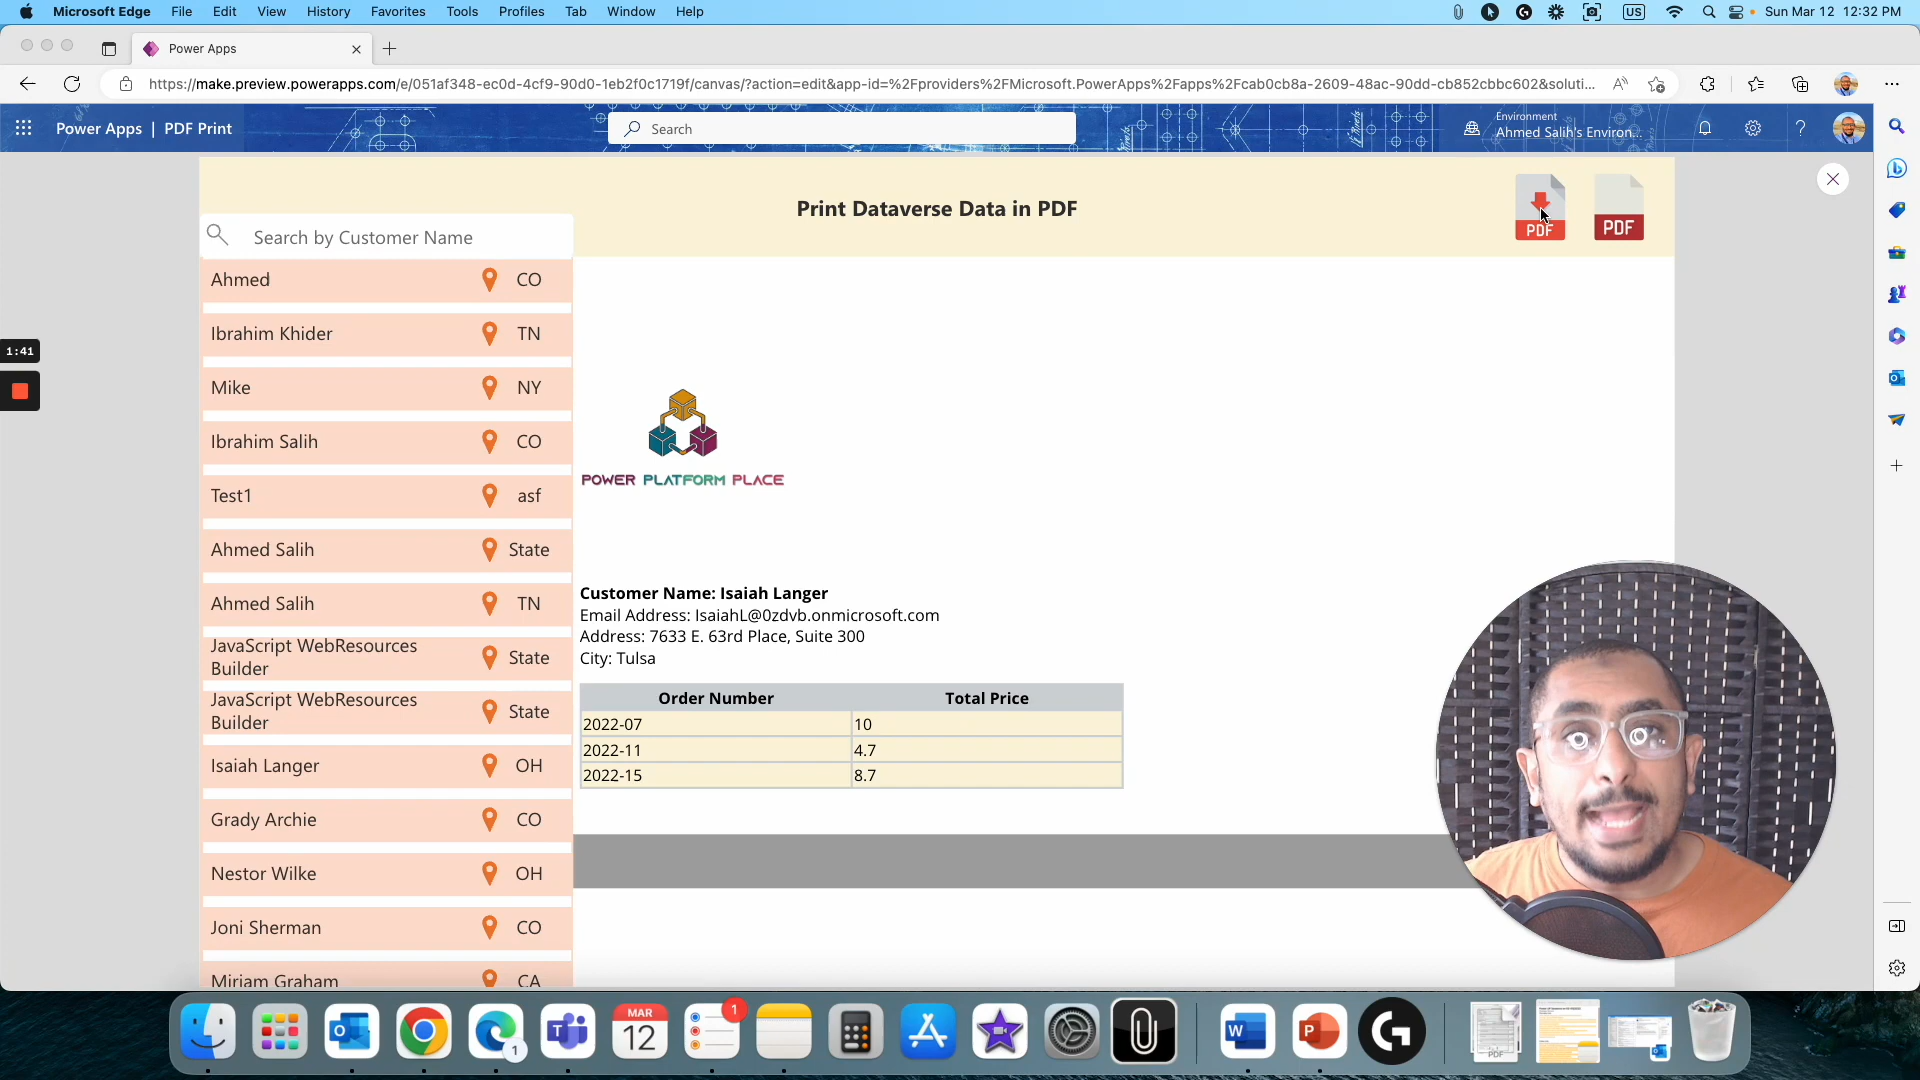 Microsoft Edge File Edit View History Favorites Tools Profiles Tab Window Help US Sun Mar 12 12:32 PM
Power Apps
https://make.preview.powerapps.com/e/051af348-ec0d-4cf9-90d0-1eb2f0c1719f/canvas/?action=edit&app-id=%2Fproviders%2FMicrosoft.PowerApps%2Fapps%2Fcab0cb8a-2609-48ac-90dd-cb852cbbc602&soluti...
Power Apps | PDF Print
Search
Environment
Ahmed Salih's Environ...
Print Dataverse Data in PDF
PDF
PDF
Search by Customer Name
Ahmed CO
Ibrahim Khider TN
Mike NY
Ibrahim Salih CO
Test1 asf
Ahmed Salih State
Ahmed Salih TN
JavaScript WebResources
Builder State
JavaScript WebResources
Builder State
Isaiah Langer OH
Grady Archie CO
Nestor Wilke OH
Joni Sherman CO
Miriam Graham CA
1:41
POWER PLATFORM PLACE
Customer Name: Isaiah Langer
Email Address: IsaiahL@0zdvb.onmicrosoft.com
Address: 7633 E. 63rd Place, Suite 300
City: Tulsa
Order Number Total Price
2022-07 10
2022-11 4.7
2022-15 8.7
MAR
12
1
1
W
P
PDF